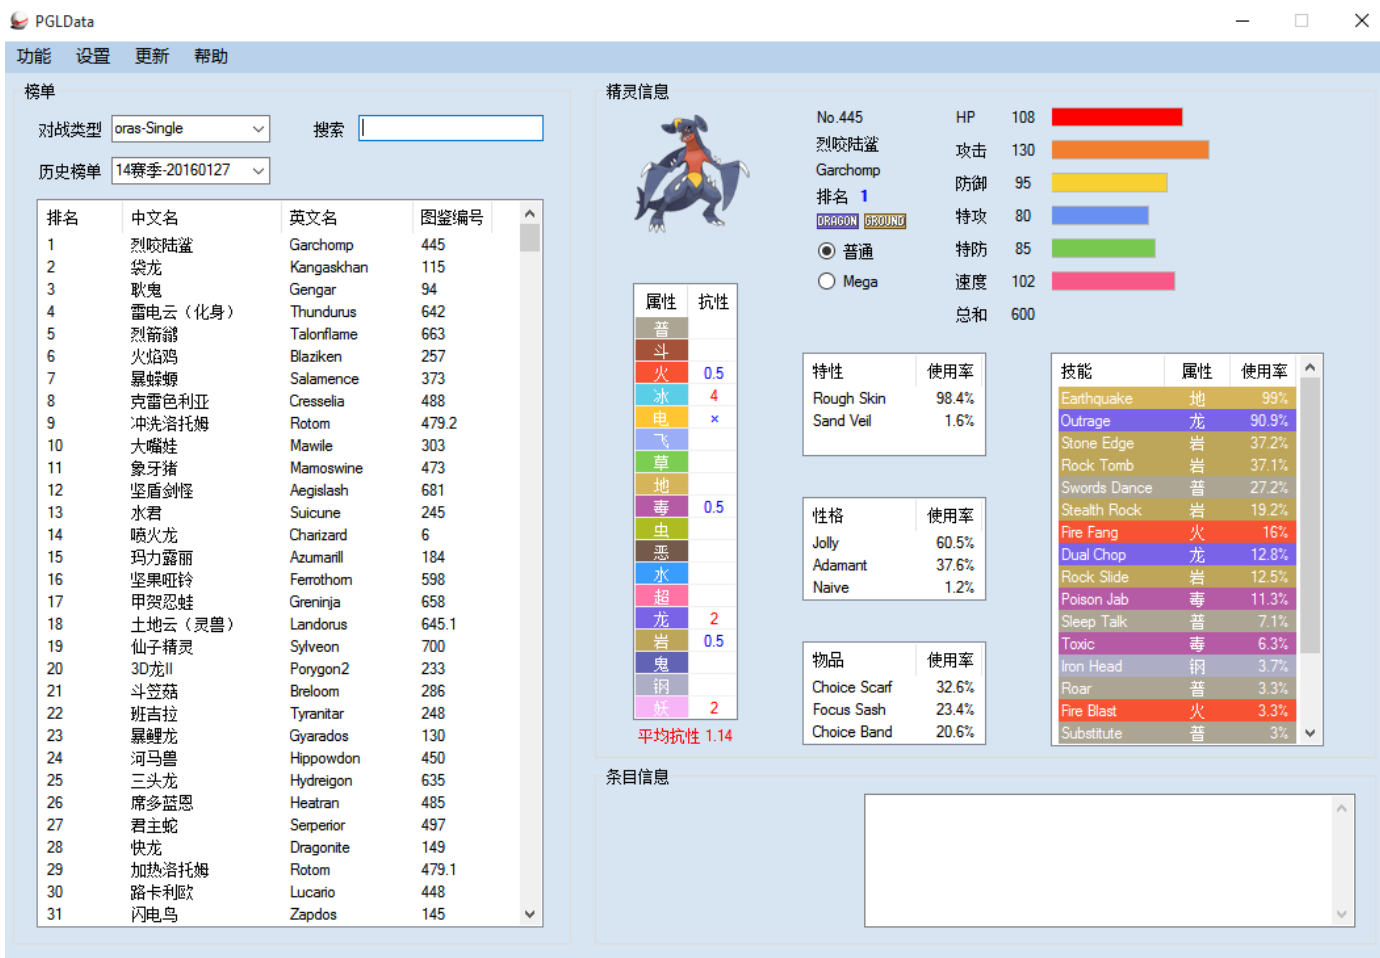 PGLData
功能 设置 更新 帮助
榜单
对战类型 oras-Single 搜索
历史榜单 14赛季-20160127
排名 中文名 英文名 图鉴编号
1 烈咬陆鲨 Garchomp 445
2 袋龙 Kangaskhan 115
3 耿鬼 Gengar 94
4 雷电云（化身） Thundurus 642
5 烈箭鹟 Talonflame 663
6 火焰鸡 Blaziken 257
7 暴蝾螈 Salamence 373
8 克雷色利亚 Cresselia 488
9 冲洗洛托姆 Rotom 479.2
10 大嘴娃 Mawile 303
11 象牙猪 Mamoswine 473
12 坚盾剑怪 Aegislash 681
13 水君 Suicune 245
14 喷火龙 Charizard 6
15 玛力露丽 Azumarill 184
16 坚果哑铃 Ferrothorn 598
17 甲贺忍蛙 Greninja 658
18 土地云（灵兽） Landorus 645.1
19 仙子精灵 Sylveon 700
20 3D龙II Porygon2 233
21 斗笠菇 Breloom 286
22 班吉拉 Tyranitar 248
23 暴鲤龙 Gyarados 130
24 河马兽 Hippowdon 450
25 三头龙 Hydreigon 635
26 席多蓝恩 Heatran 485
27 君主蛇 Serperior 497
28 快龙 Dragonite 149
29 加热洛托姆 Rotom 479.1
30 路卡利欧 Lucario 448
31 闪电鸟 Zapdos 145
精灵信息
No.445
烈咬陆鲨
Garchomp
排名 1
DRAGON GROUND
普通
Mega
HP 108
攻击 130
防御 95
特攻 80
特防 85
速度 102
总和 600
属性 抗性
普
斗
火 0.5
冰 4
电 ×
飞
草
地
毒 0.5
虫
恶
水
超
龙 2
岩 0.5
鬼
钢
妖 2
平均抗性 1.14
特性 使用率
Rough Skin 98.4%
Sand Veil 1.6%
性格 使用率
Jolly 60.5%
Adamant 37.6%
Naive 1.2%
物品 使用率
Choice Scarf 32.6%
Focus Sash 23.4%
Choice Band 20.6%
技能 属性 使用率
Earthquake 地 99%
Outrage 龙 90.9%
Stone Edge 岩 37.2%
Rock Tomb 岩 37.1%
Swords Dance 普 27.2%
Stealth Rock 岩 19.2%
Fire Fang 火 16%
Dual Chop 龙 12.8%
Rock Slide 岩 12.5%
Poison Jab 毒 11.3%
Sleep Talk 普 7.1%
Toxic 毒 6.3%
Iron Head 钢 3.7%
Roar 普 3.3%
Fire Blast 火 3.3%
Substitute 普 3%
条目信息